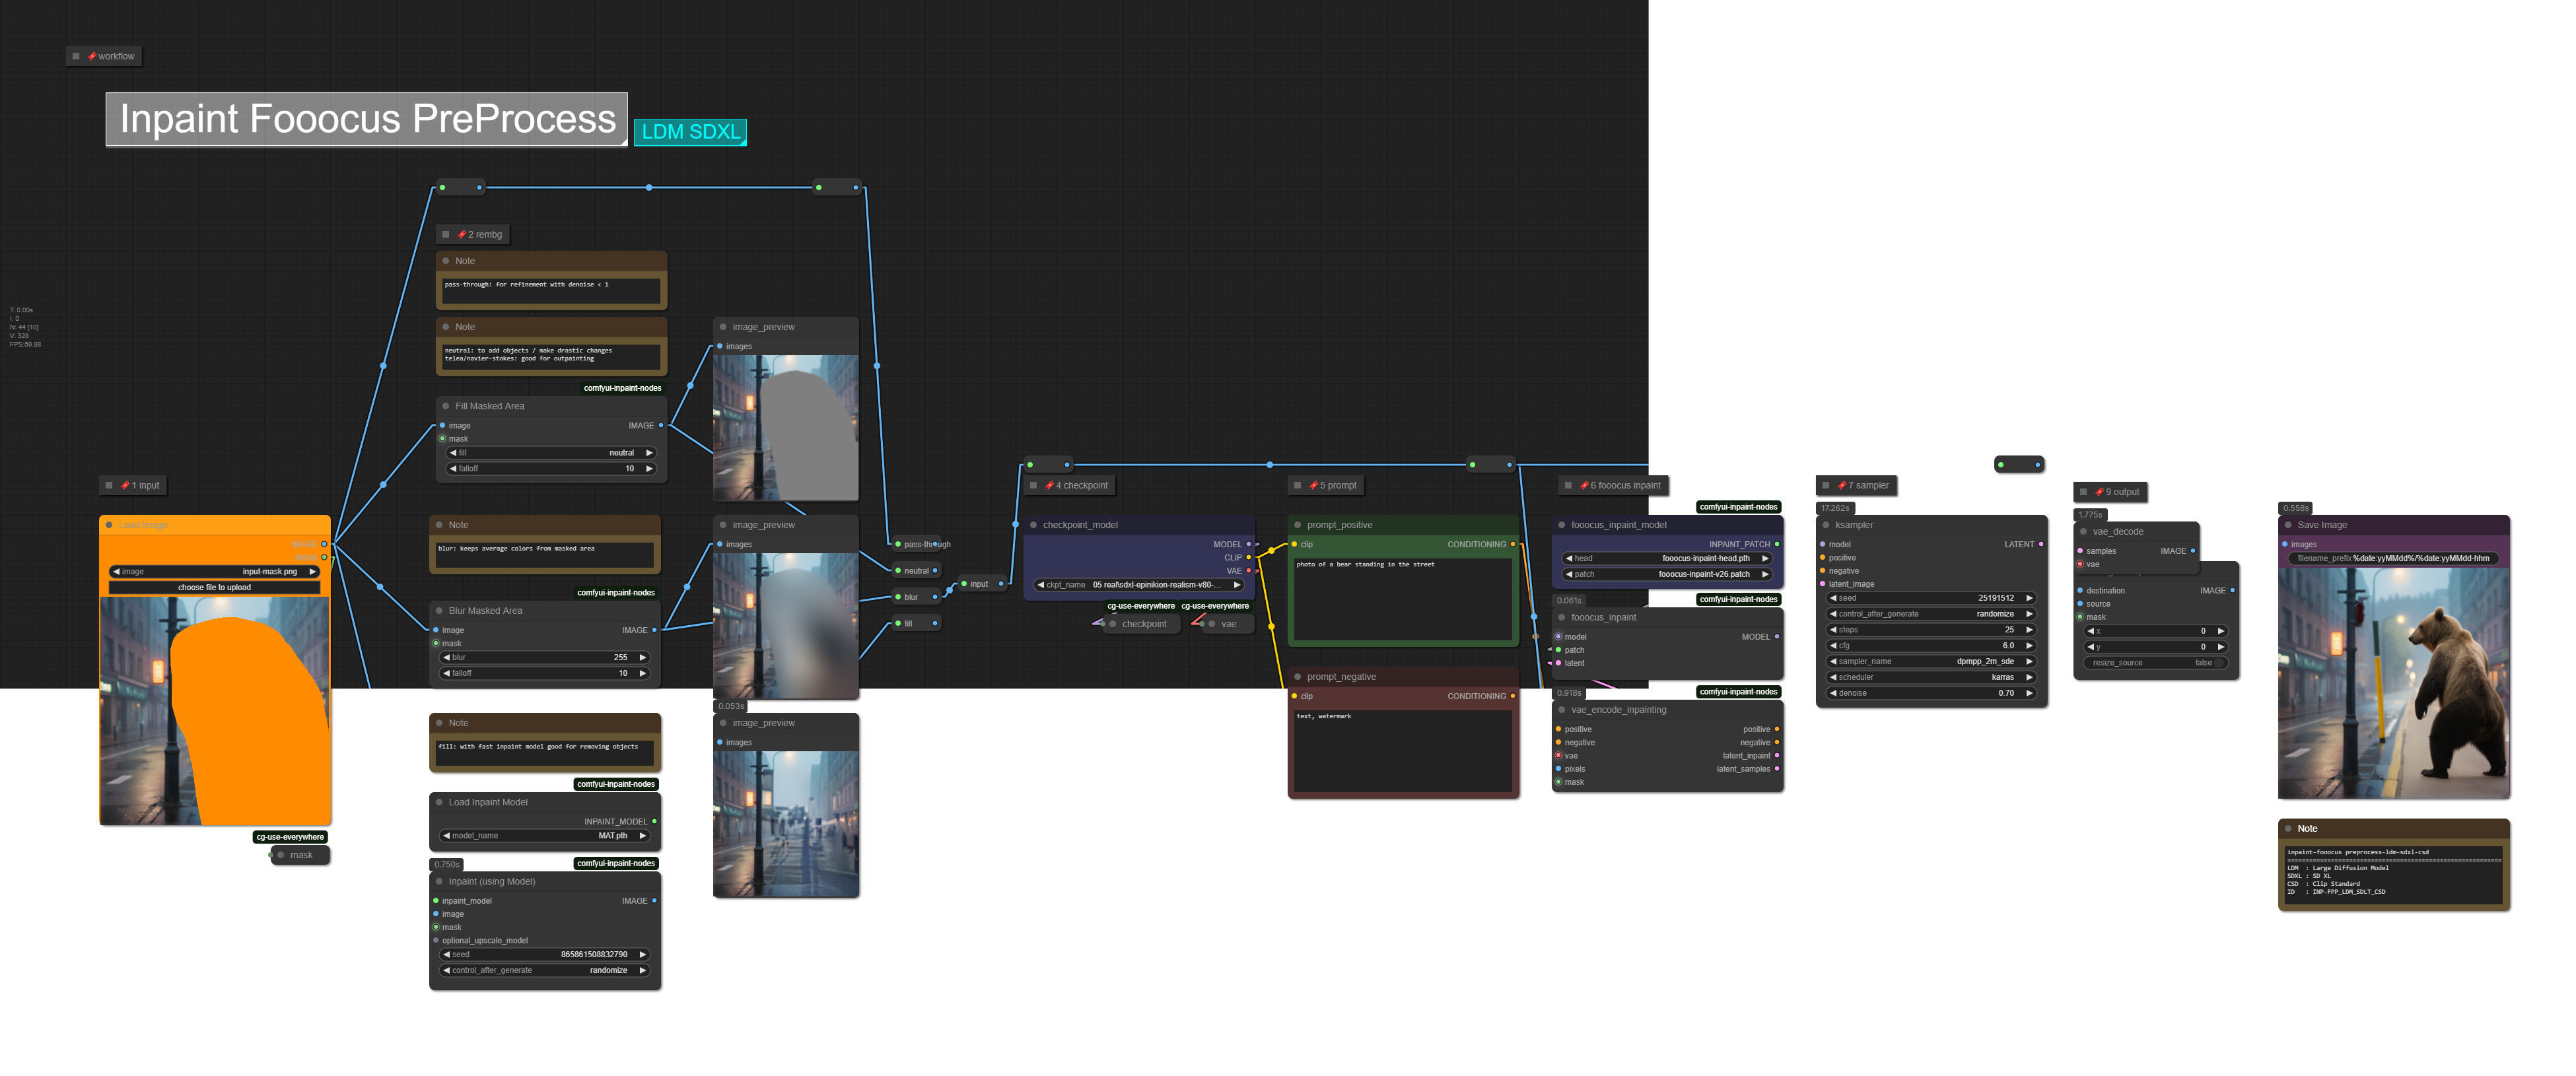 workflow
Inpaint Fooocus PreProcess
LDM SDXL
2 rembg
Note
pass-through: for refinement with denoise < 1
T: 0.00s
I: 0
N: 44 [10]
V: 326
FPS:59.88
Note
neutral: to add objects / make drastic changes
telea/navier-stokes: good for outpainting
comfyui-inpaint-nodes
Fill Masked Area
image IMAGE
mask
fill neutral
falloff 10
image_preview
images
1 input
Load Image
IMAGE
MASK
image input-mask.png
choose file to upload
cg-use-everywhere
mask
Note
blur: keeps average colors from masked area
comfyui-inpaint-nodes
Blur Masked Area
image IMAGE
mask
blur 255
falloff 10
image_preview
images
0.053s
Note
fill: with fast inpaint model good for removing objects
comfyui-inpaint-nodes
Load Inpaint Model
INPAINT_MODEL
model_name MAT.pth
0.750s comfyui-inpaint-nodes
Inpaint (using Model)
inpaint_model IMAGE
image
mask
optional_upscale_model
seed 865861508832790
control_after_generate randomize
image_preview
images
pass-through
neutral
blur
fill
input
4 checkpoint
checkpoint_model
MODEL
CLIP
VAE
ckpt_name 05 real\sdxl-epinikion-realism-v80-...
cg-use-everywhere cg-use-everywhere
checkpoint vae
5 prompt
prompt_positive
clip CONDITIONING
photo of a bear standing in the street
prompt_negative
clip CONDITIONING
text, watermark
6 fooocus inpaint
comfyui-inpaint-nodes
fooocus_inpaint_model
INPAINT_PATCH
head fooocus-inpaint-head.pth
patch fooocus-inpaint-v26.patch
0.061s comfyui-inpaint-nodes
fooocus_inpaint
model MODEL
patch
latent
0.918s comfyui-inpaint-nodes
vae_encode_inpainting
positive positive
negative negative
vae latent_inpaint
pixels latent_samples
mask
7 sampler
17.262s
ksampler
model LATENT
positive
negative
latent_image
seed 25191512
control_after_generate randomize
steps 25
cfg 6.0
sampler_name dpmpp_2m_sde
scheduler karras
denoise 0.70
9 output
1.775s
vae_decode
samples IMAGE
vae
destination IMAGE
source
mask
x 0
y 0
resize_source false
0.558s
Save Image
images
filename_prefix %date:yyMMdd%/%date:yyMMdd-hhm
Note
inpaint-fooocus preprocess-ldm-sdxl-csd
LDM : Large Diffusion Model
SDXL : SD XL
CSD : Clip Standard
ID : INP-FPP_LDM_SDLT_CSD